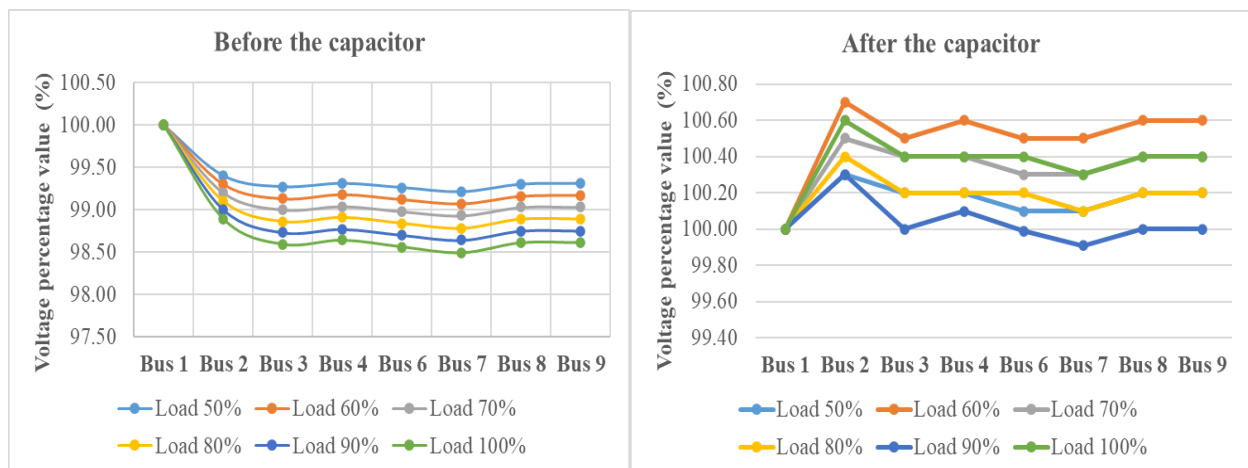 Before the capacitor
Voltage percentage value (%)
100.50
100.00
99.50
99.00
98.50
98.00
97.50
Bus 1 Bus 2 Bus 3 Bus 4 Bus 6 Bus 7 Bus 8 Bus 9
Load 50% Load 60% Load 70%
Load 80% Load 90% Load 100%
After the capacitor
Voltage percentage value (%)
100.80
100.60
100.40
100.20
100.00
99.80
99.60
99.40
Bus 1 Bus 2 Bus 3 Bus 4 Bus 6 Bus 7 Bus 8 Bus 9
Load 50% Load 60% Load 70%
Load 80% Load 90% Load 100%